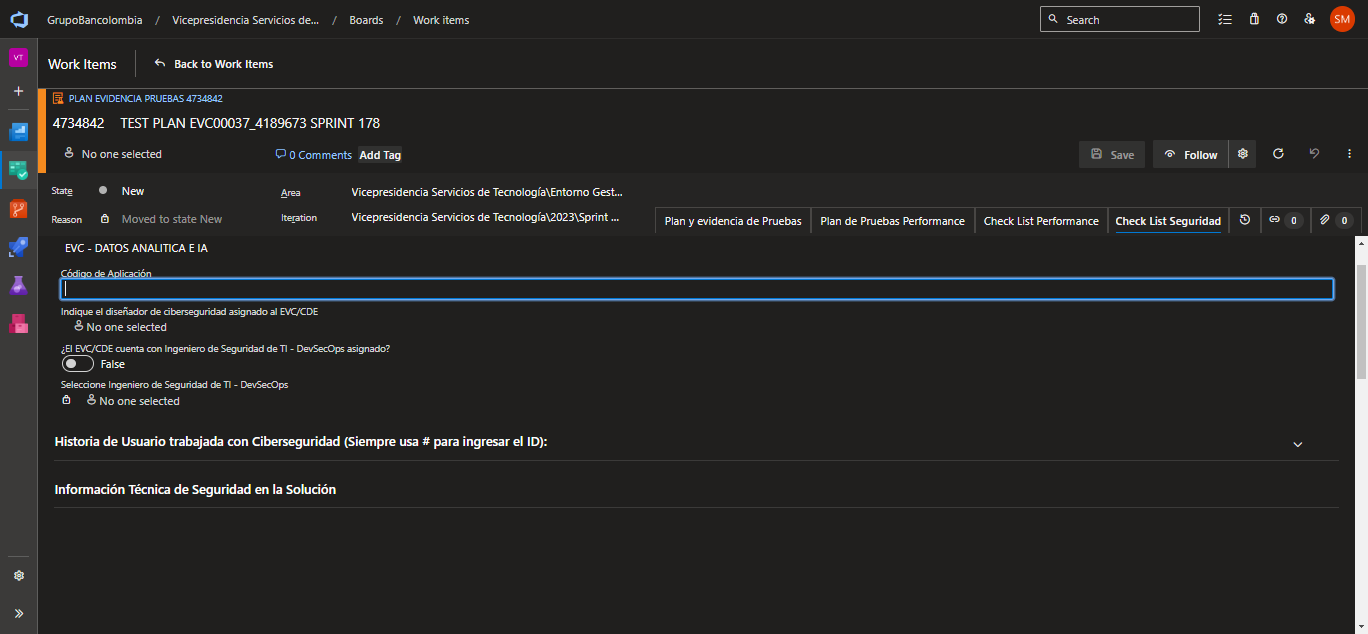 GrupoBancolombia / Vicepresidencia Servicios de... / Boards / Work items
Search
SM
VT
Work Items
Back to Work Items
PLAN EVIDENCIA PRUEBAS 4734842
4734842 TEST PLAN EVC00037_4189673 SPRINT 178
No one selected
0 Comments
Add Tag
Save
Follow
State
New
Area
Vicepresidencia Servicios de Tecnología\Entorno Gest...
Reason
Moved to state New
Iteration
Vicepresidencia Servicios de Tecnología\2023\Sprint ...
Plan y evidencia de Pruebas
Plan de Pruebas Performance
Check List Performance
Check List Seguridad
0
0
EVC - DATOS ANALITICA E IA
Código de Aplicación
Indique el diseñador de ciberseguridad asignado al EVC/CDE
No one selected
¿El EVC/CDE cuenta con Ingeniero de Seguridad de TI - DevSecOps asignado?
False
Seleccione Ingeniero de Seguridad de TI - DevSecOps
No one selected
Historia de Usuario trabajada con Ciberseguridad (Siempre usa # para ingresar el ID):
Información Técnica de Seguridad en la Solución